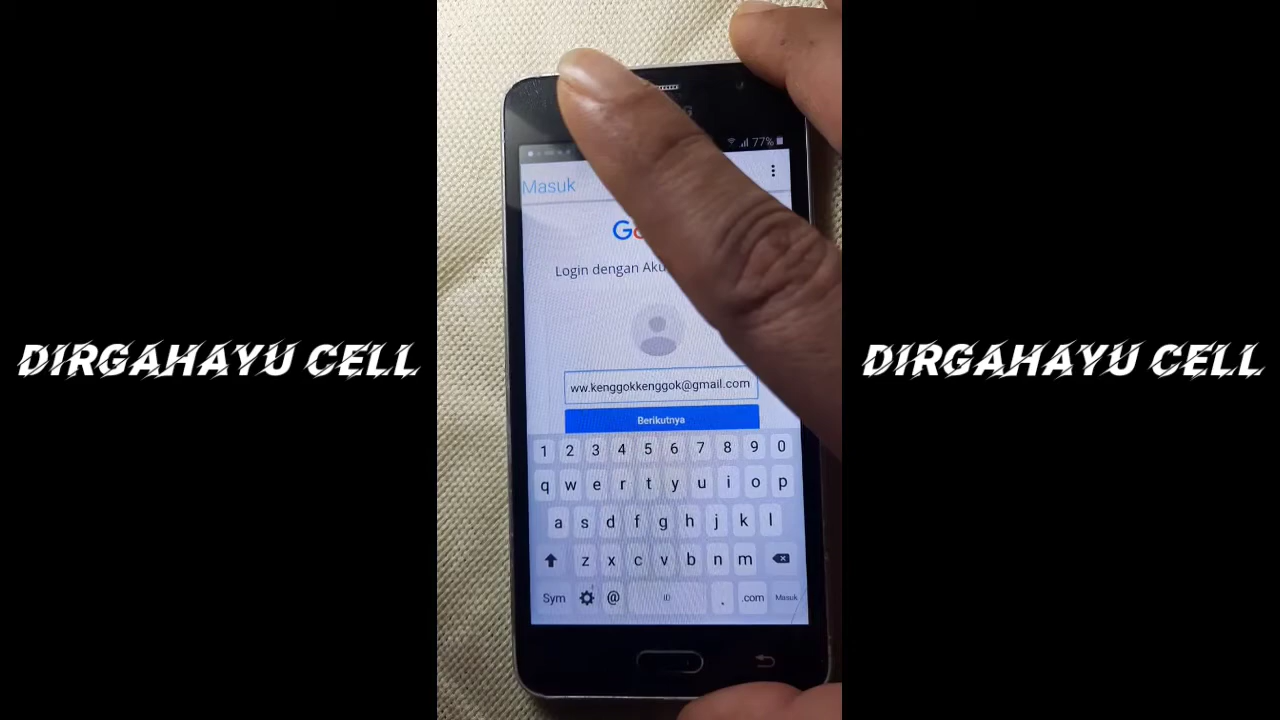 77%
Masuk
Login dengan
ww.kenggokkenggok@gmail.com
Berikutnya
1 2 3 4 5 6 7 8 9 0
q w e r t y u i o p
a s d f g h j k l
z x c v b n m
Sym @ ID . .com Masuk
DIRGAHAYU CELL
DIRGAHAYU CELL